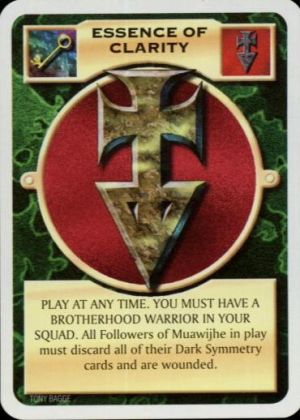 ESSENCE OF
CLARITY
PLAY AT ANY TIME. YOU MUST HAVE A
BROTHERHOOD WARRIOR IN YOUR
SQUAD. All Followers of Muawijhe in play
must discard all of their Dark Symmetry
cards and are wounded.
TONY BAGGE